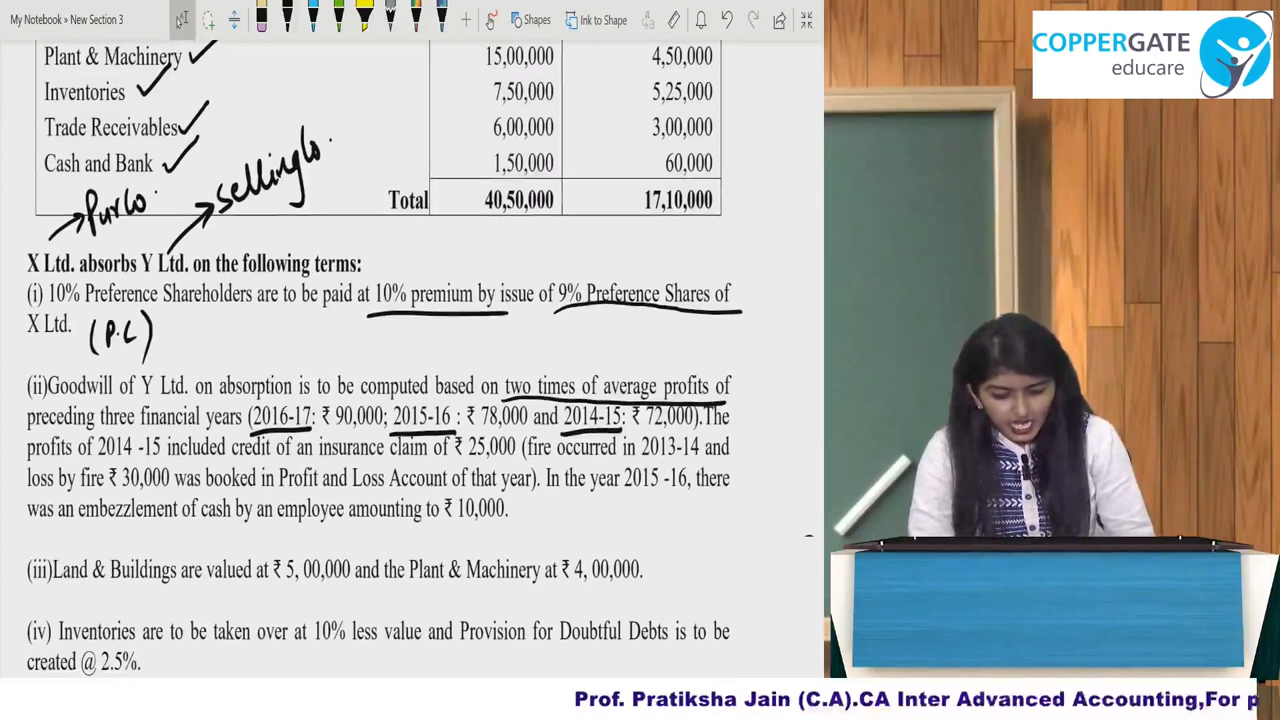 My Notebook » New Section 3
Shapes
Ink to Shape
COPPERGATE
educare
Plant & Machinery 15,00,000 4,50,000
Inventories 7,50,000 5,25,000
Trade Receivables 6,00,000 3,00,000
Cash and Bank 1,50,000 60,000
Total 40,50,000 17,10,000
PurCo.
SellingCo.
X Ltd. absorbs Y Ltd. on the following terms:
(i) 10% Preference Shareholders are to be paid at 10% premium by issue of 9% Preference Shares of
X Ltd.
(P.C)
(ii)Goodwill of Y Ltd. on absorption is to be computed based on two times of average profits of
preceding three financial years (2016-17: ₹ 90,000; 2015-16 : ₹ 78,000 and 2014-15: ₹ 72,000).The
profits of 2014 -15 included credit of an insurance claim of ₹ 25,000 (fire occurred in 2013-14 and
loss by fire ₹ 30,000 was booked in Profit and Loss Account of that year). In the year 2015 -16, there
was an embezzlement of cash by an employee amounting to ₹ 10,000.
(iii)Land & Buildings are valued at ₹ 5, 00,000 and the Plant & Machinery at ₹ 4, 00,000.
(iv) Inventories are to be taken over at 10% less value and Provision for Doubtful Debts is to be
created @ 2.5%.
Prof. Pratiksha Jain (C.A).CA Inter Advanced Accounting,For p